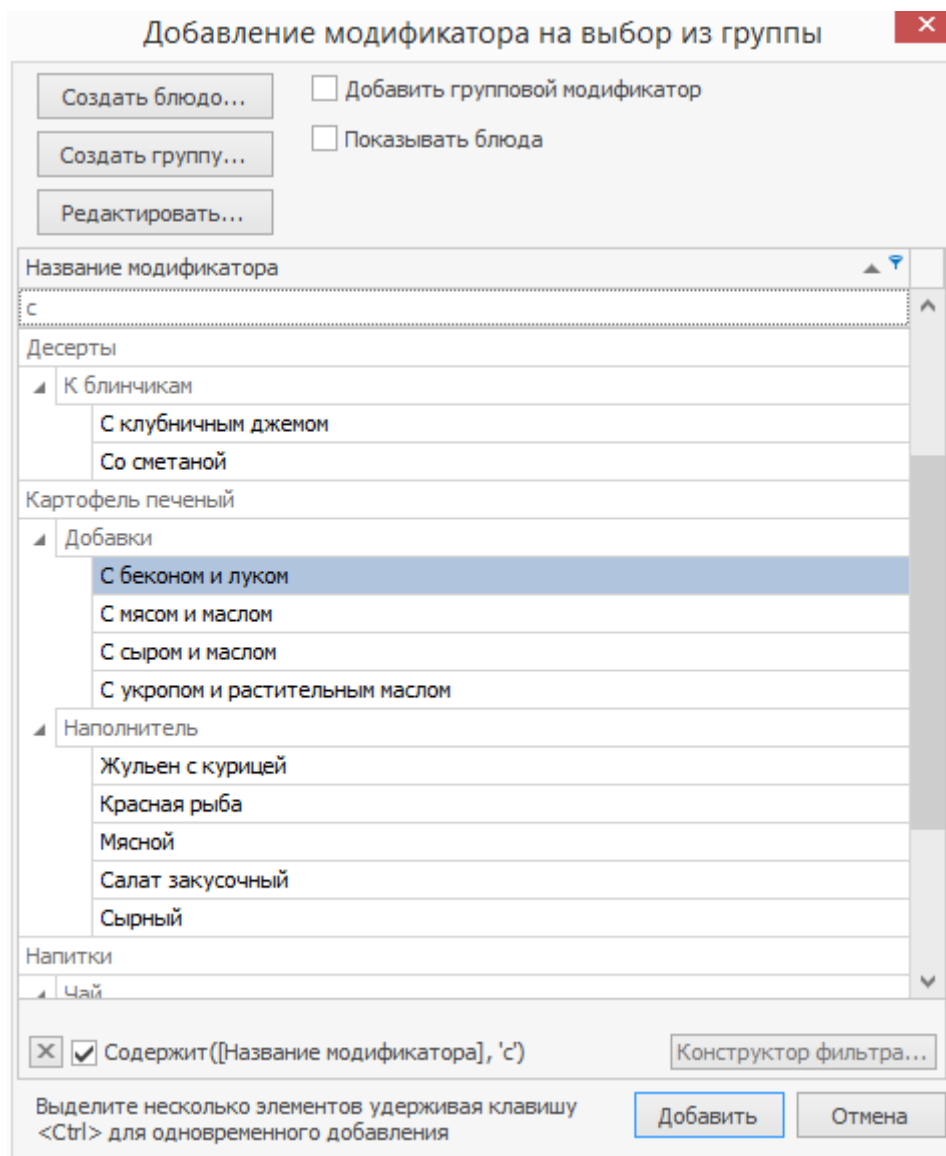 Добавление модификатора на выбор из группы
Создать блюдо...
Добавить групповой модификатор
Создать группу...
Показывать блюда
Редактировать...
Название модификатора
с
Десерты
К блинчикам
С клубничным джемом
Со сметаной
Картофель печеный
Добавки
С беконом и луком
С мясом и маслом
С сыром и маслом
С укропом и растительным маслом
Наполнитель
Жульен с курицей
Красная рыба
Мясной
Салат закусочный
Сырный
Напитки
Чай
Содержит([Название модификатора], 'с')
Конструктор фильтра...
Выделите несколько элементов удерживая клавишу
<Ctrl> для одновременного добавления
Добавить
Отмена